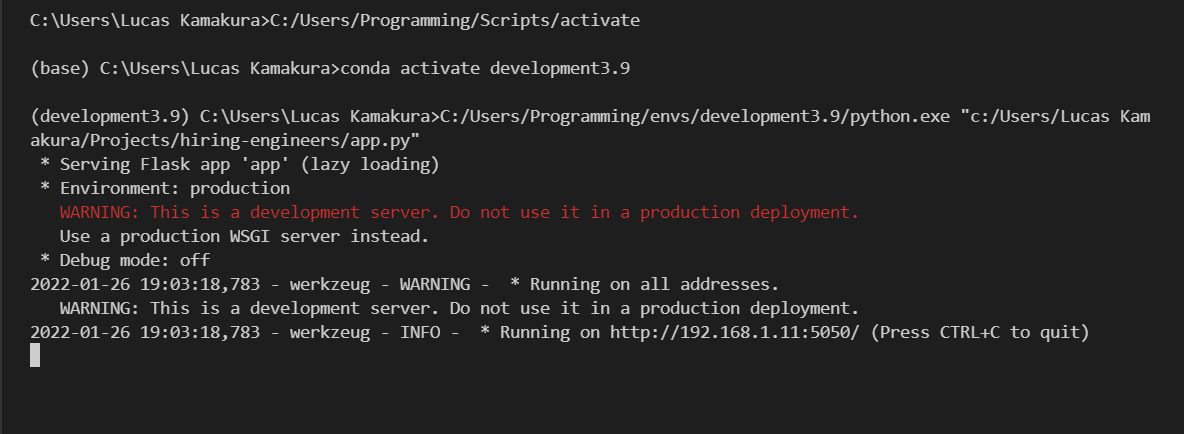 C:\Users\Lucas Kamakura>C:/Users/Programming/Scripts/activate
(base) C:\Users\Lucas Kamakura>conda activate development3.9
(development3.9) C:\Users\Lucas Kamakura>C:/Users/Programming/envs/development3.9/python.exe "c:/Users/Lucas Kam
akura/Projects/hiring-engineers/app.py"
 * Serving Flask app 'app' (lazy loading)
 * Environment: production
   WARNING: This is a development server. Do not use it in a production deployment.
   Use a production WSGI server instead.
 * Debug mode: off
2022-01-26 19:03:18,783 - werkzeug - WARNING -  * Running on all addresses.
   WARNING: This is a development server. Do not use it in a production deployment.
2022-01-26 19:03:18,783 - werkzeug - INFO -  * Running on http://192.168.1.11:5050/ (Press CTRL+C to quit)